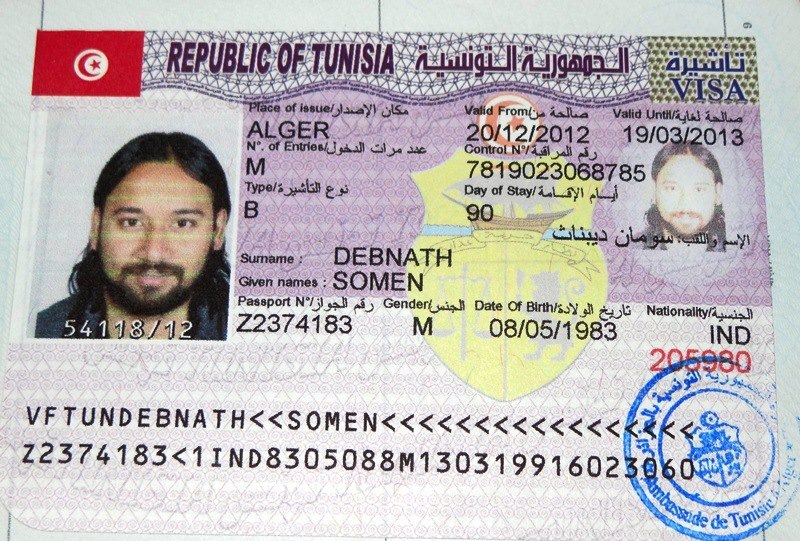 REPUBLIC OF TUNISIA الجمهورية التونسية تأشيرة
VISA
Place of issue/مكان الإصدار Valid From/صالحة من Valid Until/صالحة لغاية
ALGER 20/12/2012 19/03/2013
N°. of Entries/عدد مرات الدخول Control N°/رقم المراقبة
M 7819023068785
Type/نوع التأشيرة Day of Stay/أيام الإقامة
B 90
الإسم واللقب: سومان ديبناث
Surname : DEBNATH
Given names : SOMEN
Passport N°/رقم الجواز Gender/الجنس Date Of Birth/تاريخ الولادة Nationality/الجنسية
Z2374183 M 08/05/1983 IND
54118/12
205980
VFTUNDEBNATH<<SOMEN<<<<<<<<<<<<<<<<<
Z2374183<1IND8305088M130319916023060
Ambassade de Tunisie
6